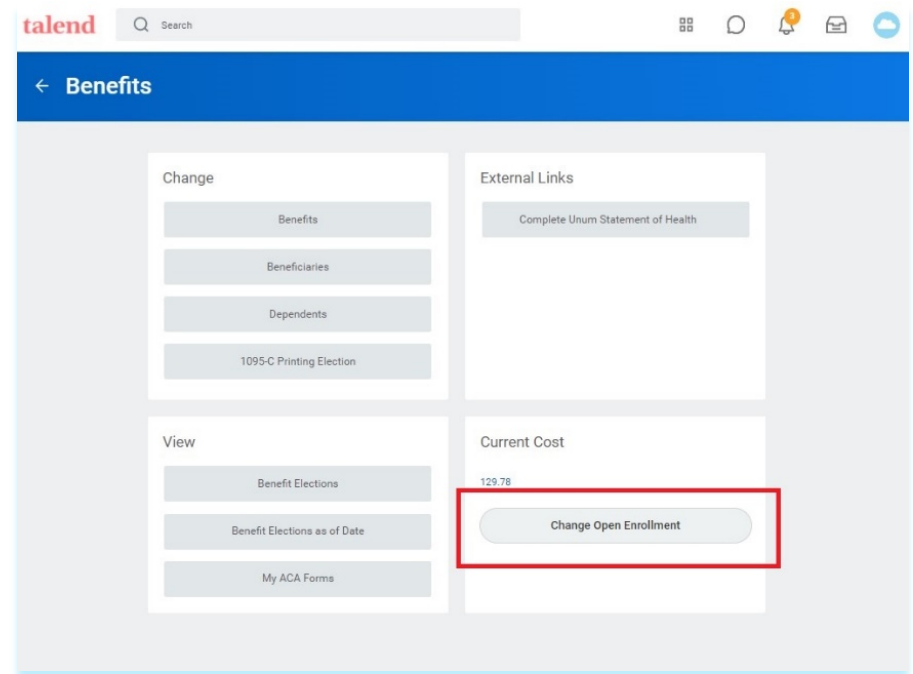 talend
Search
3
Benefits
Change
Benefits
Beneficiaries
Dependents
1095-C Printing Election
External Links
Complete Unum Statement of Health
View
Benefit Elections
Benefit Elections as of Date
My ACA Forms
Current Cost
129.78
Change Open Enrollment